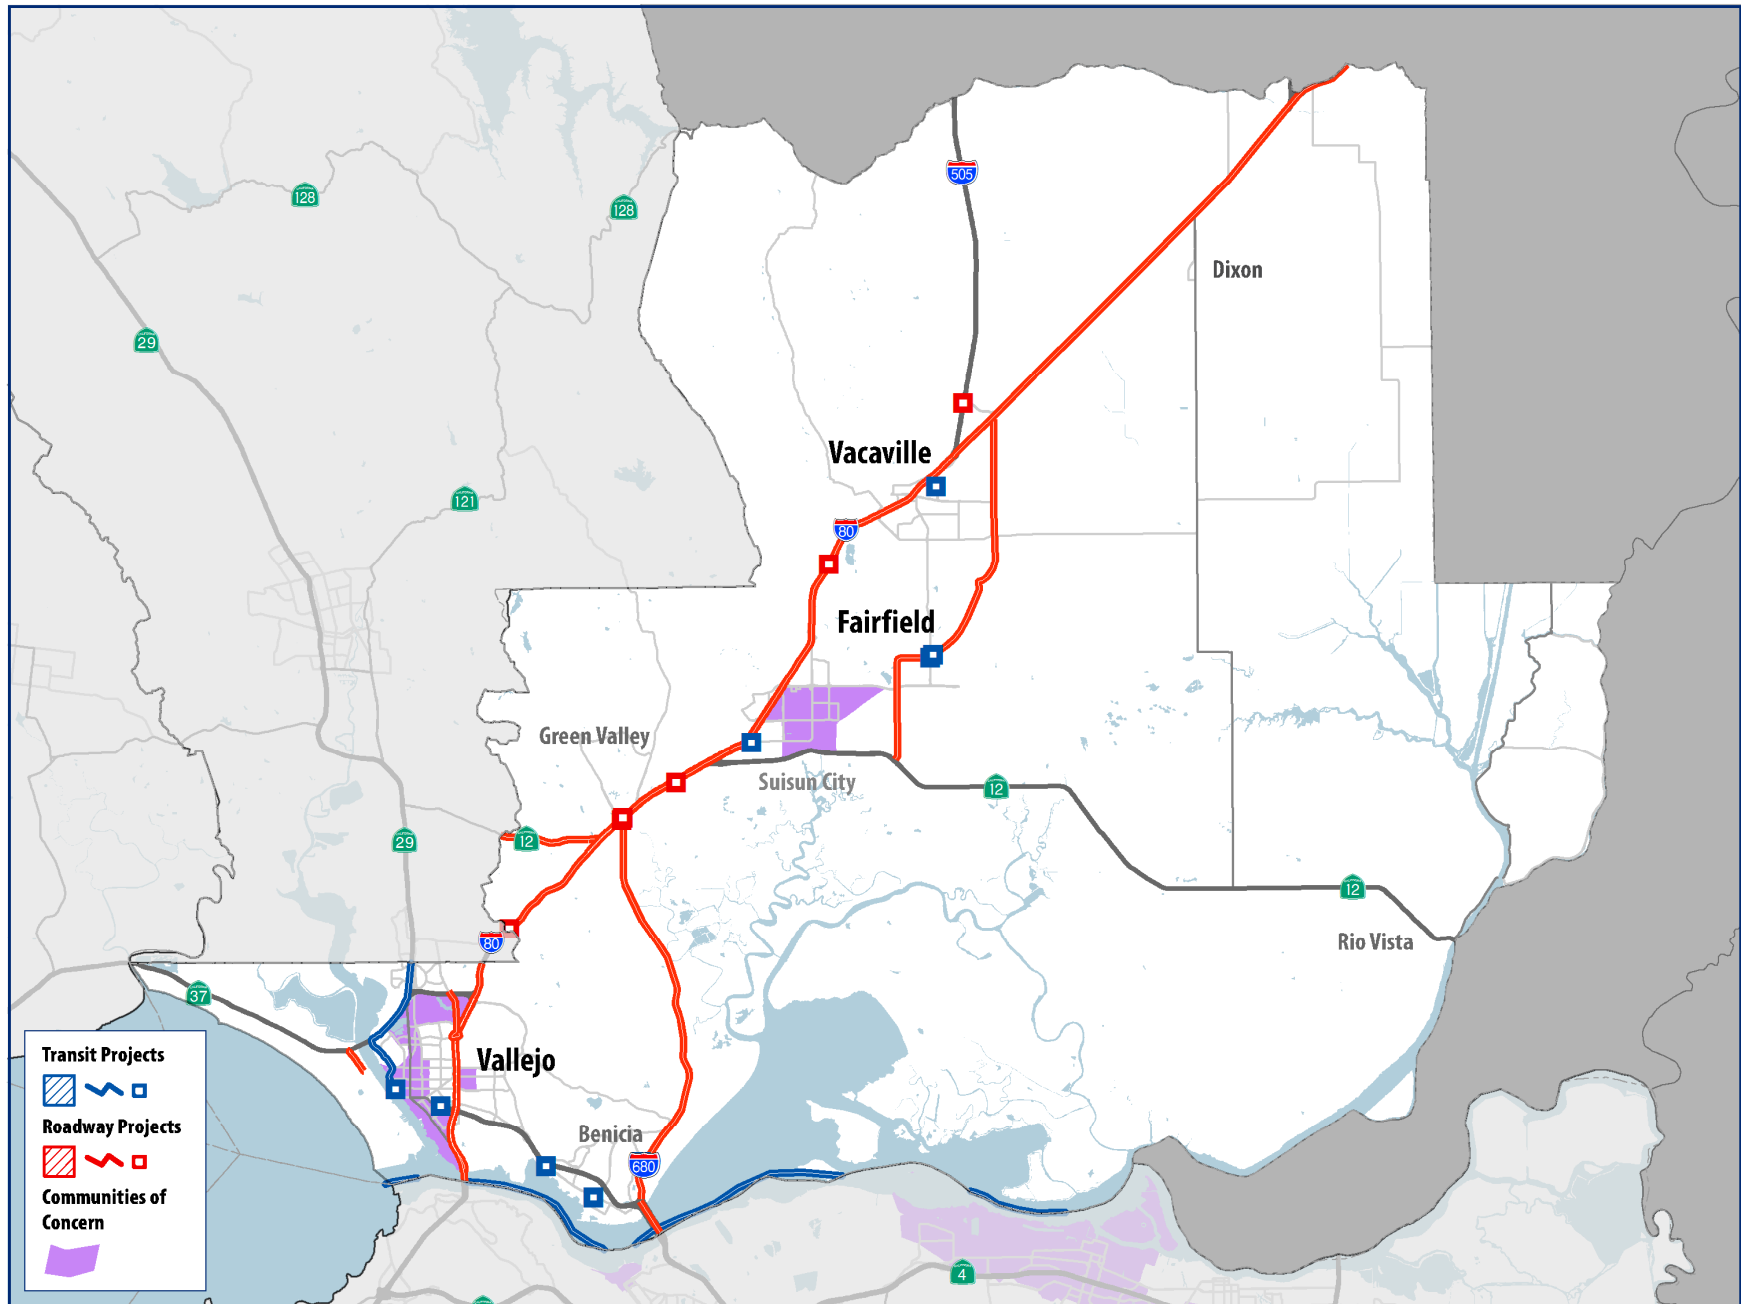 505
128
128
Dixon
29
Vacaville
121
80
Fairfield
Green Valley
Suisun City
12
12
29
12
80
Rio Vista
37
Transit Projects
Vallejo
Roadway Projects
Benicia
680
Communities of
Concern
4